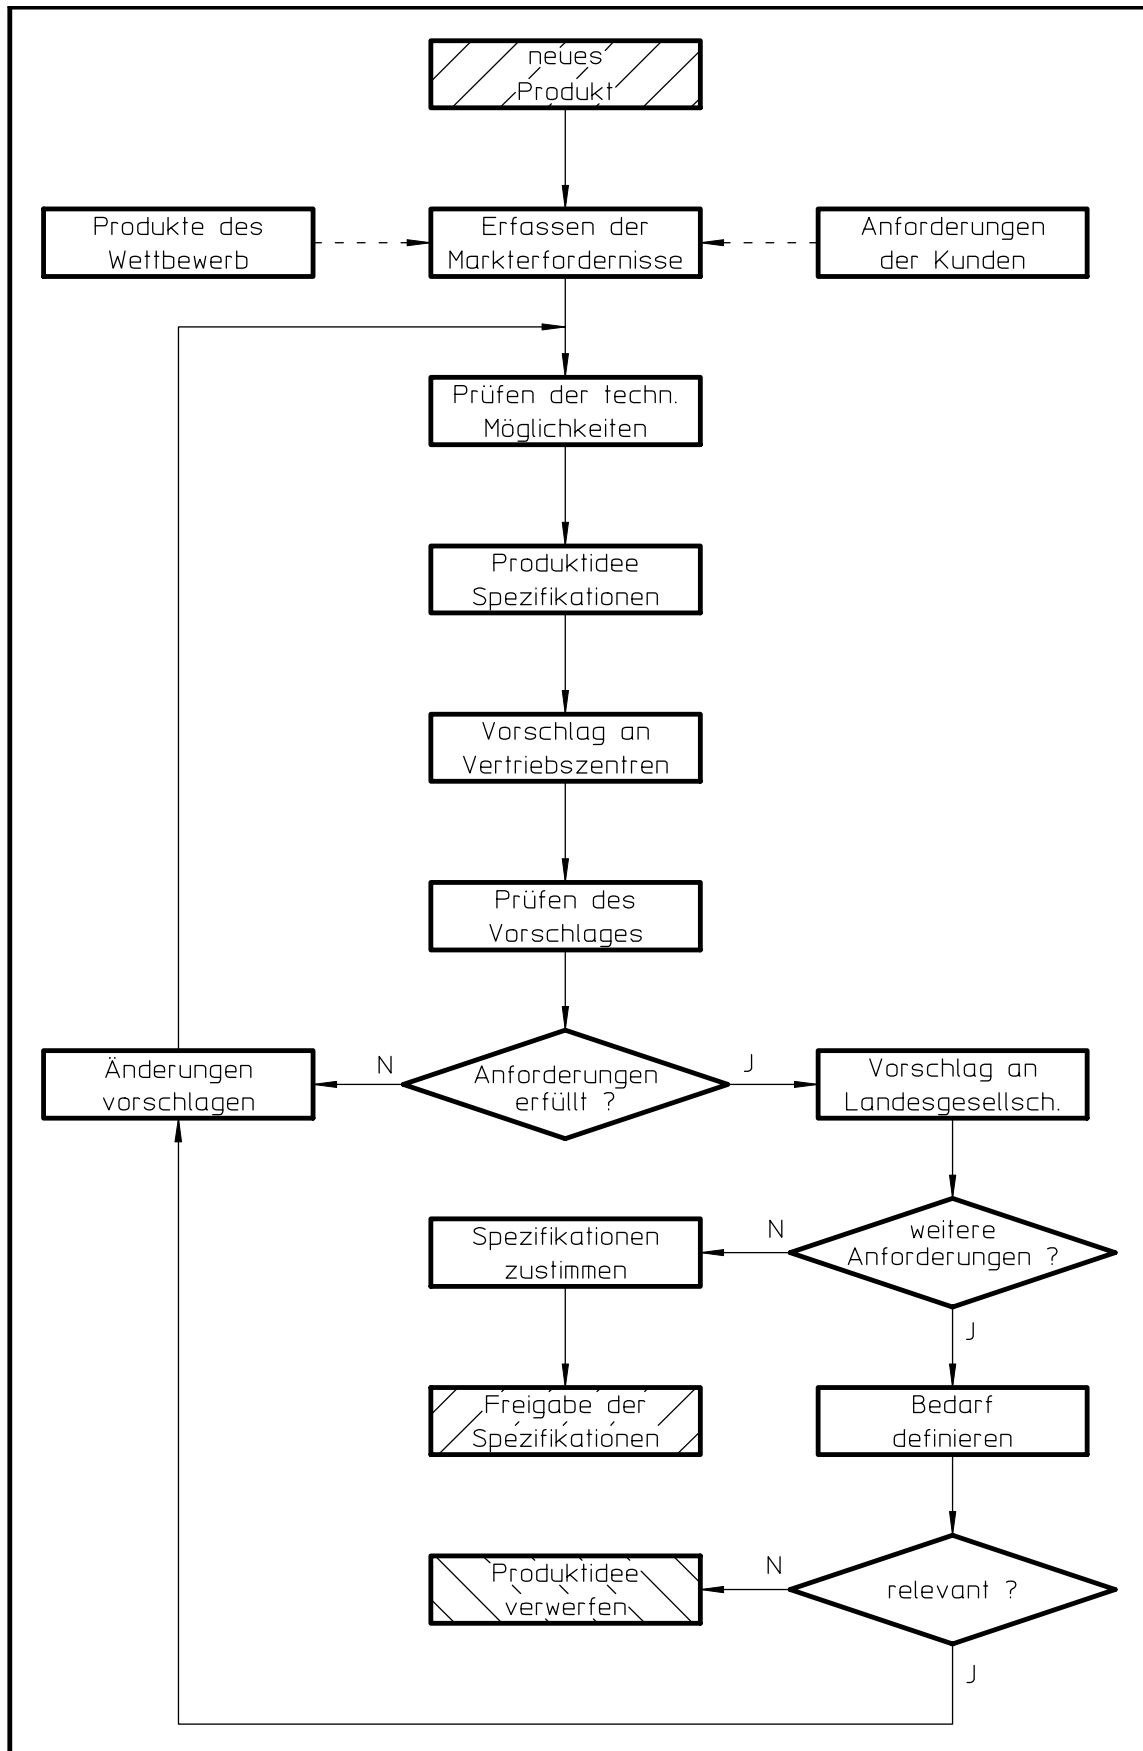 neues
Produkt
Produkte des
Wettbewerb
Erfassen der
Markterfordernisse
Anforderungen
der Kunden
Prüfen der techn.
Möglichkeiten
Produktidee
Spezifikationen
Vorschlag an
Vertriebszentren
Prüfen des
Vorschlages
Änderungen
vorschlagen
N
Anforderungen
erfüllt ?
J
Vorschlag an
Landesgesellsch.
Spezifikationen
zustimmen
N
weitere
Anforderungen ?
J
Freigabe der
Spezifikationen
Bedarf
definieren
Produktidee
verwerfen
N
relevant ?
J